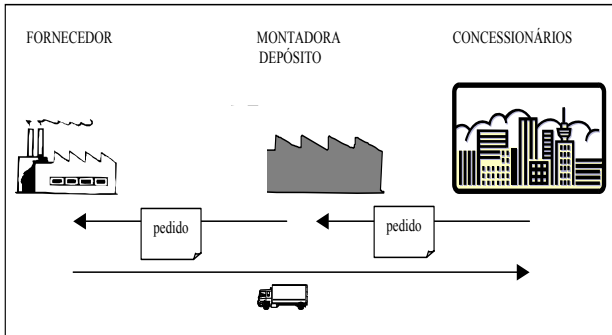 FORNECEDOR
MONTADORA
DEPÓSITO
CONCESSIONÁRIOS
pedido
pedido